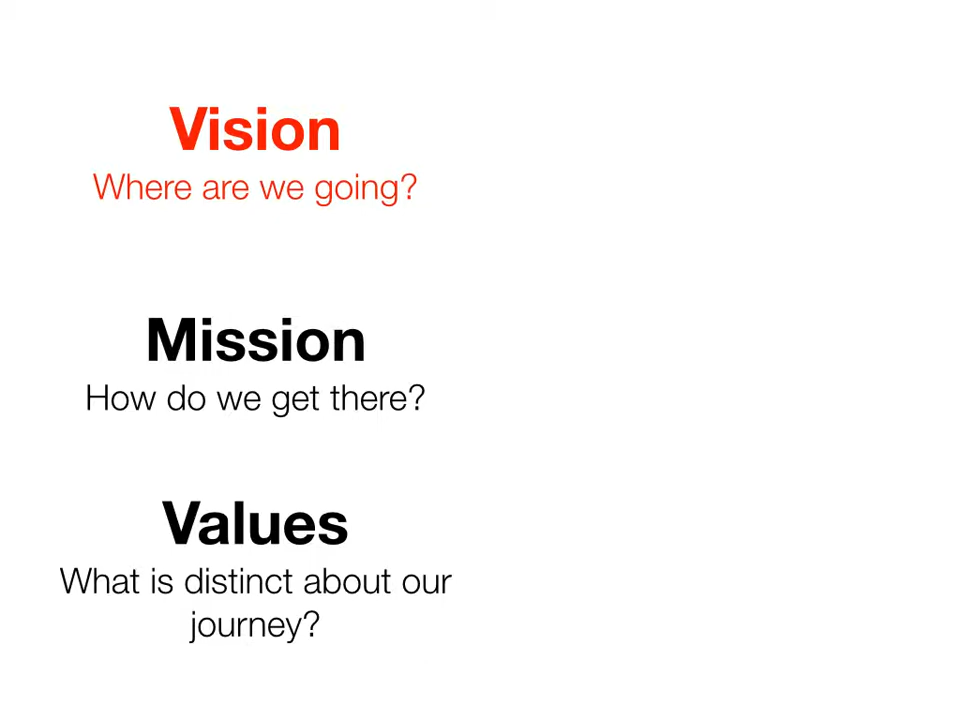 Vision
Where are we going?
Mission
How do we get there?
Values
What is distinct about our
journey?